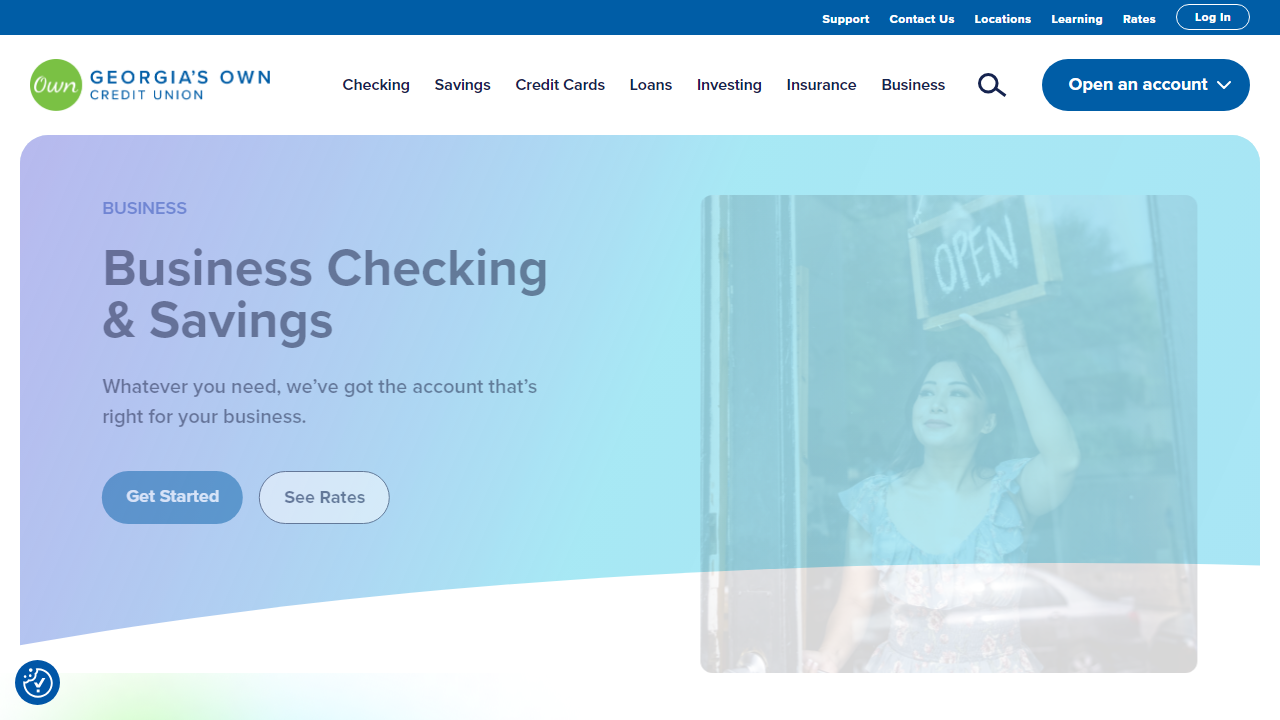 Support Contact Us Locations Learning Rates Log In
Own GEORGIA'S OWN
CREDIT UNION
Checking Savings Credit Cards Loans Investing Insurance Business Open an account
BUSINESS
Business Checking
& Savings
Whatever you need, we've got the account that's
right for your business.
Get Started See Rates
OPEN